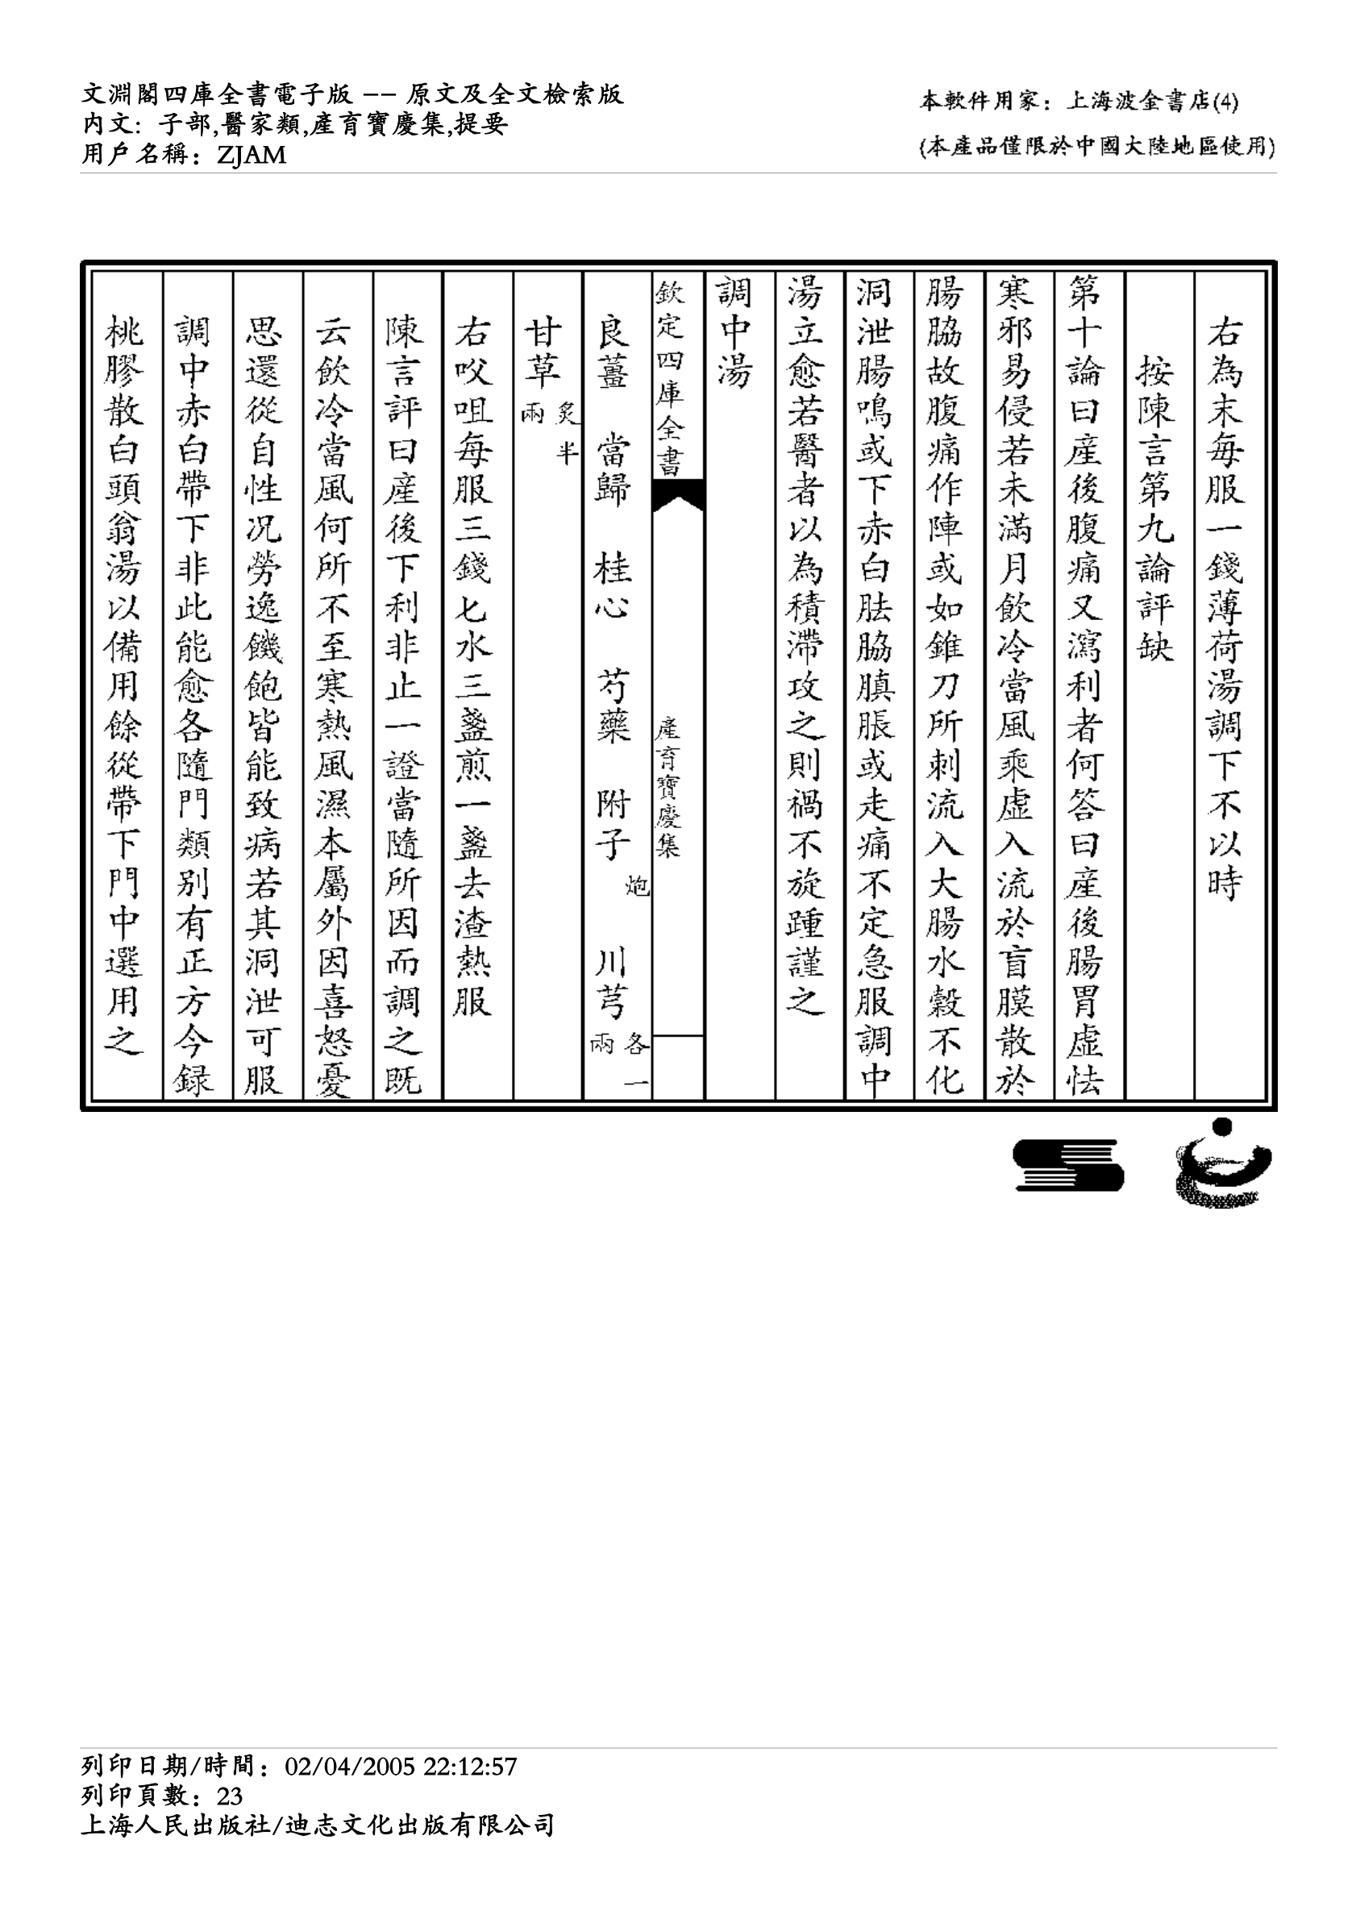 文淵閣四庫全書電子版 -- 原文及全文檢索版
内文：子部,醫家類,產育寶慶集,提要
用戶名稱：ZJAM
本軟件用家：上海波金書店(4)
(本產品僅限於中國大陸地區使用)
右為末每服一錢薄荷湯調下不以時
按陳言第九論評缺
第十論曰産後腹痛又瀉利者何答曰産後腸胃虛怯
寒邪易侵若未滿月飲冷當風乘虛入流於肓膜散於
腸脇故腹痛作陣或如錐刀所刺流入大腸水穀不化
洞泄腸鳴或下赤白胠脇䐜脹或走痛不定急服調中
湯立愈若醫者以為積滯攻之則禍不旋踵謹之
調中湯
欽定四庫全書
產育寶慶集
良薑　當歸　桂心　芍藥　附子炮　川芎各一兩
甘草炙半兩
右㕮咀每服三錢匕水三盞煎一盞去渣熱服
陳言評曰産後下利非止一證當隨所因而調之既
云飲冷當風何所不至寒熱風濕本屬外因喜怒憂
思還從自性况勞逸饑飽皆能致病若其洞泄可服
調中赤白帶下非此能愈各隨門類别有正方今録
桃膠散白頭翁湯以備用餘從帶下門中選用之
列印日期/時間：02/04/2005 22:12:57
列印頁數：23
上海人民出版社/迪志文化出版有限公司